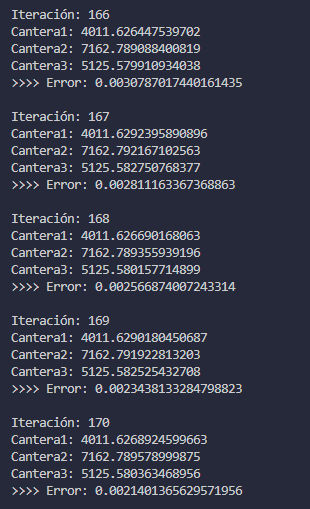 Iteración: 166
Cantera1: 4011.626447539702
Cantera2: 7162.789088400819
Cantera3: 5125.579910934038
>>>> Error: 0.0030787017440161435
Iteración: 167
Cantera1: 4011.6292395890896
Cantera2: 7162.792167102563
Cantera3: 5125.582750768377
>>>> Error: 0.002811163367368863
Iteración: 168
Cantera1: 4011.626690168063
Cantera2: 7162.789355939196
Cantera3: 5125.580157714899
>>>> Error: 0.002566874007243314
Iteración: 169
Cantera1: 4011.6290180450687
Cantera2: 7162.791922813203
Cantera3: 5125.582525432708
>>>> Error: 0.0023438133284798823
Iteración: 170
Cantera1: 4011.6268924599663
Cantera2: 7162.789578999875
Cantera3: 5125.580363468956
>>>> Error: 0.0021401365629571956